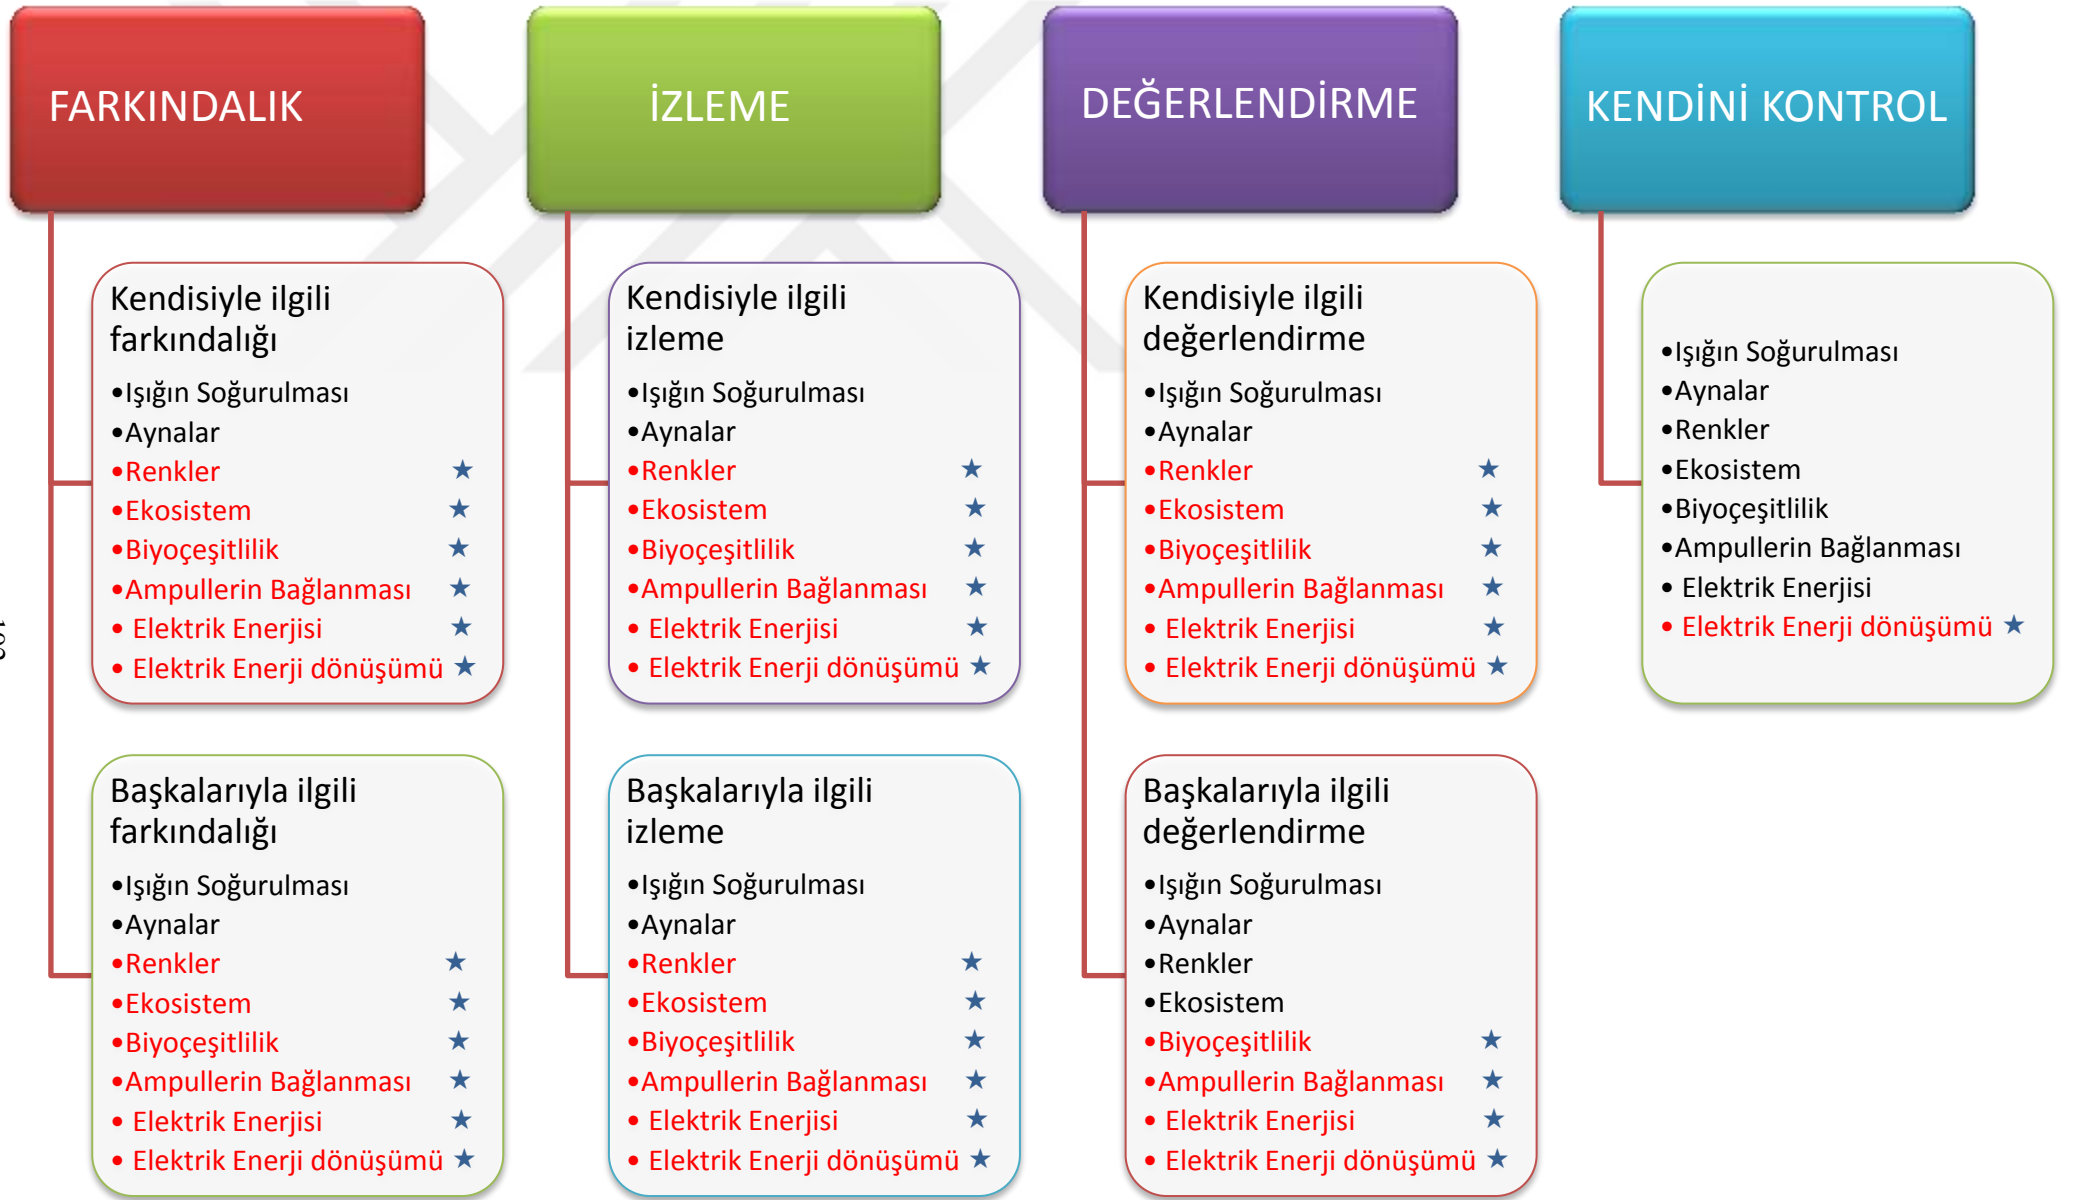 FARKINDALIK
Kendisiyle ilgili
farkındalığı
•Işığın Soğurulması
•Aynalar
•Renkler ★
•Ekosistem ★
•Biyoçeşitlilik ★
•Ampullerin Bağlanması ★
• Elektrik Enerjisi ★
• Elektrik Enerji dönüşümü ★
Başkalarıyla ilgili
farkındalığı
•Işığın Soğurulması
•Aynalar
•Renkler ★
•Ekosistem ★
•Biyoçeşitlilik ★
•Ampullerin Bağlanması ★
• Elektrik Enerjisi ★
• Elektrik Enerji dönüşümü ★
İZLEME
Kendisiyle ilgili
izleme
•Işığın Soğurulması
•Aynalar
•Renkler ★
•Ekosistem ★
•Biyoçeşitlilik ★
•Ampullerin Bağlanması ★
• Elektrik Enerjisi ★
• Elektrik Enerji dönüşümü ★
Başkalarıyla ilgili
izleme
•Işığın Soğurulması
•Aynalar
•Renkler ★
•Ekosistem ★
•Biyoçeşitlilik ★
•Ampullerin Bağlanması ★
• Elektrik Enerjisi ★
• Elektrik Enerji dönüşümü ★
DEĞERLENDİRME
Kendisiyle ilgili
değerlendirme
•Işığın Soğurulması
•Aynalar
•Renkler ★
•Ekosistem ★
•Biyoçeşitlilik ★
•Ampullerin Bağlanması ★
• Elektrik Enerjisi ★
• Elektrik Enerji dönüşümü ★
Başkalarıyla ilgili
değerlendirme
•Işığın Soğurulması
•Aynalar
•Renkler
•Ekosistem
•Biyoçeşitlilik ★
•Ampullerin Bağlanması ★
• Elektrik Enerjisi ★
• Elektrik Enerji dönüşümü ★
KENDİNİ KONTROL
•Işığın Soğurulması
•Aynalar
•Renkler
•Ekosistem
•Biyoçeşitlilik
•Ampullerin Bağlanması
• Elektrik Enerjisi
• Elektrik Enerji dönüşümü ★